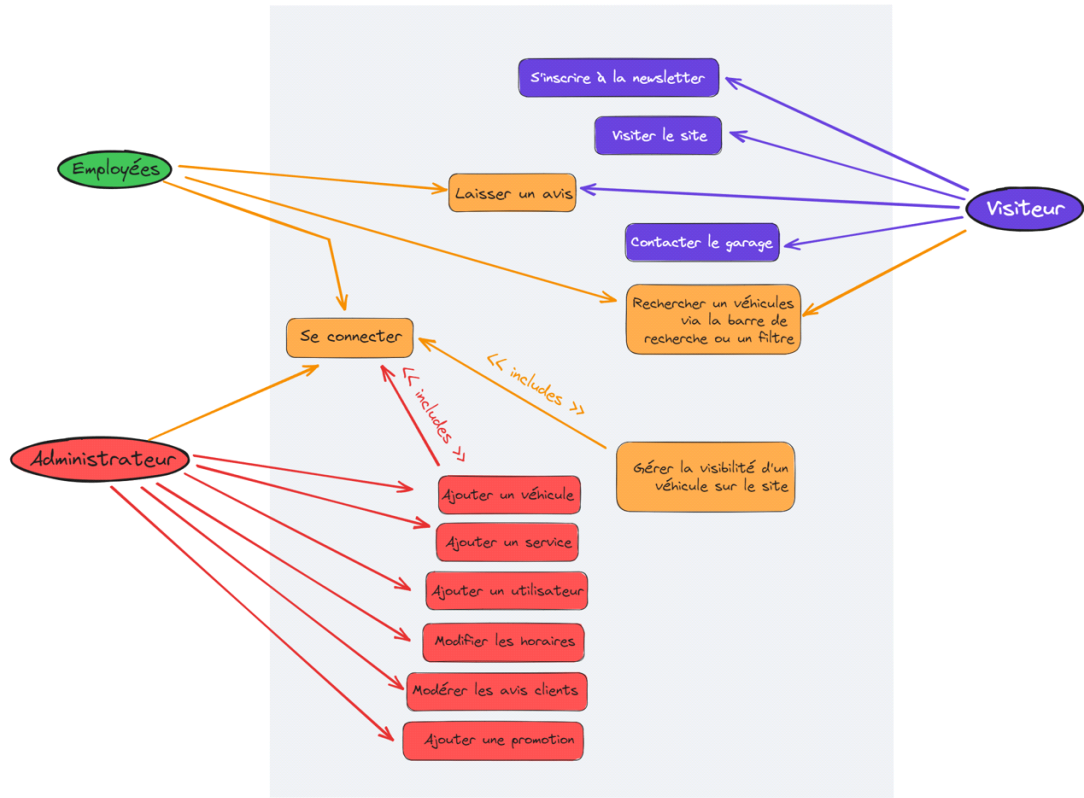 S'inscrire à la newsletter
Visiter le site
Employées
Laisser un avis
Visiteur
Contacter le garage
Rechercher un véhicules
via la barre de
recherche ou un filtre
Se connecter
<< includes >>
<< includes >>
Administrateur
Gérer la visibilité d'un
véhicule sur le site
Ajouter un véhicule
Ajouter un service
Ajouter un utilisateur
Modifier les horaires
Modérer les avis clients
Ajouter une promotion